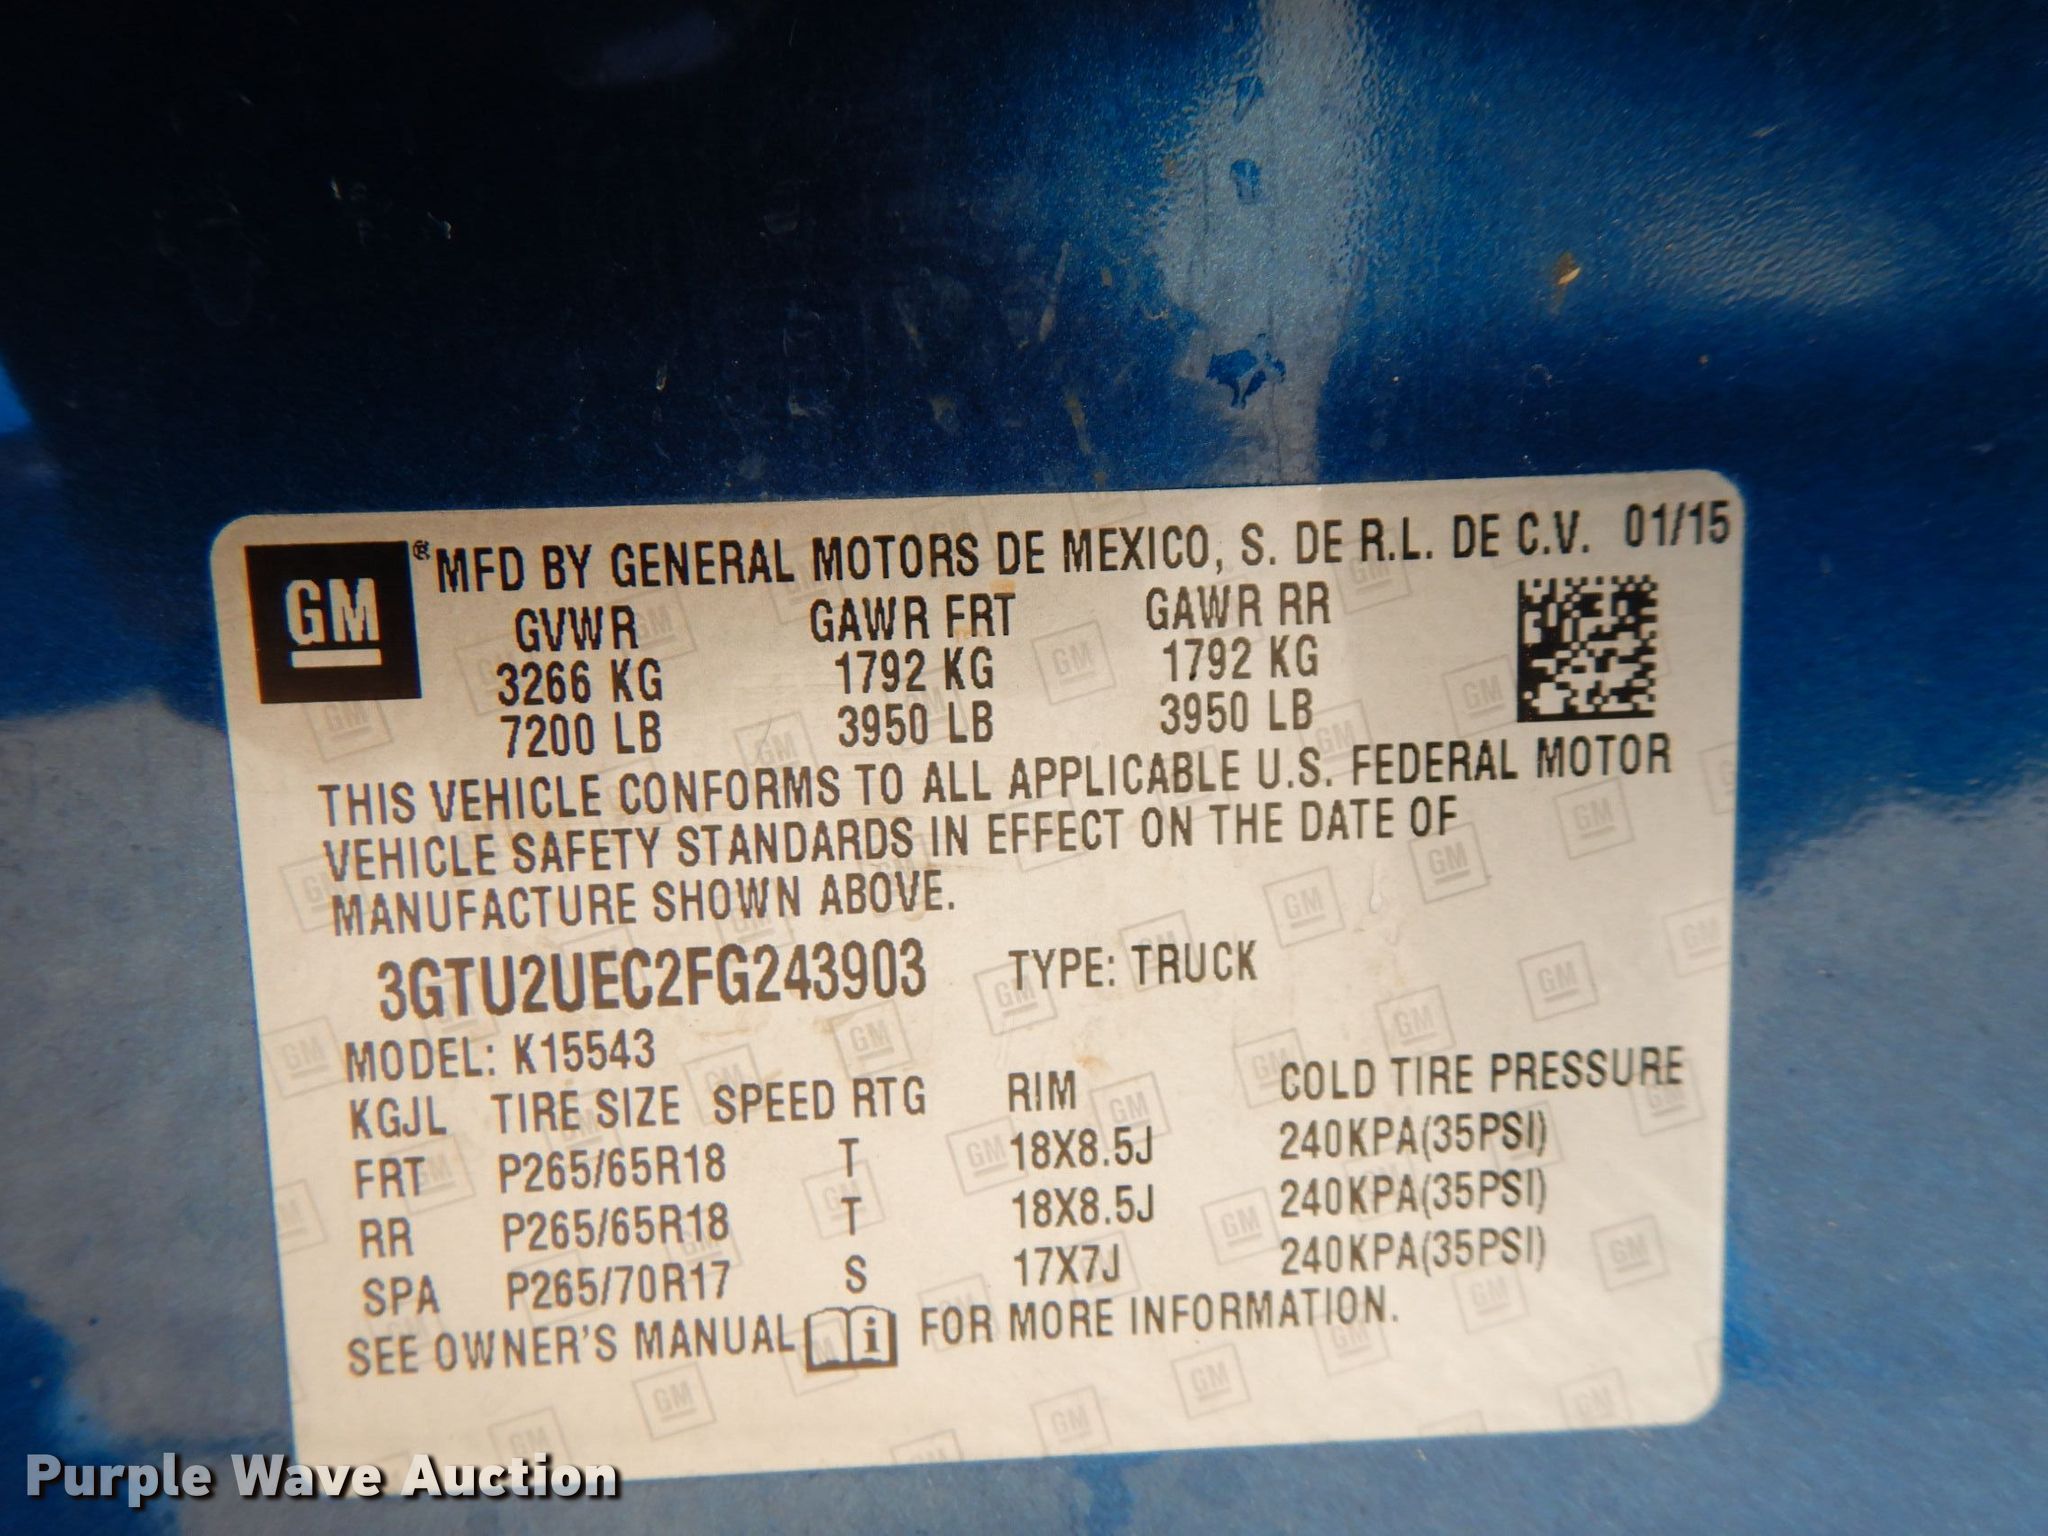 GM
® MFD BY GENERAL MOTORS DE MEXICO, S. DE R.L. DE C.V. 01/15
GVWR GAWR FRT GAWR RR
3266 KG 1792 KG 1792 KG
7200 LB 3950 LB 3950 LB
THIS VEHICLE CONFORMS TO ALL APPLICABLE U.S. FEDERAL MOTOR
VEHICLE SAFETY STANDARDS IN EFFECT ON THE DATE OF
MANUFACTURE SHOWN ABOVE.
3GTU2UEC2FG243903 TYPE: TRUCK
MODEL: K15543
KGJL TIRE SIZE SPEED RTG RIM COLD TIRE PRESSURE
FRT P265/65R18 T 18X8.5J 240KPA(35PSI)
RR P265/65R18 T 18X8.5J 240KPA(35PSI)
SPA P265/70R17 S 17X7J 240KPA(35PSI)
SEE OWNER'S MANUAL i FOR MORE INFORMATION.
Purple Wave Auction